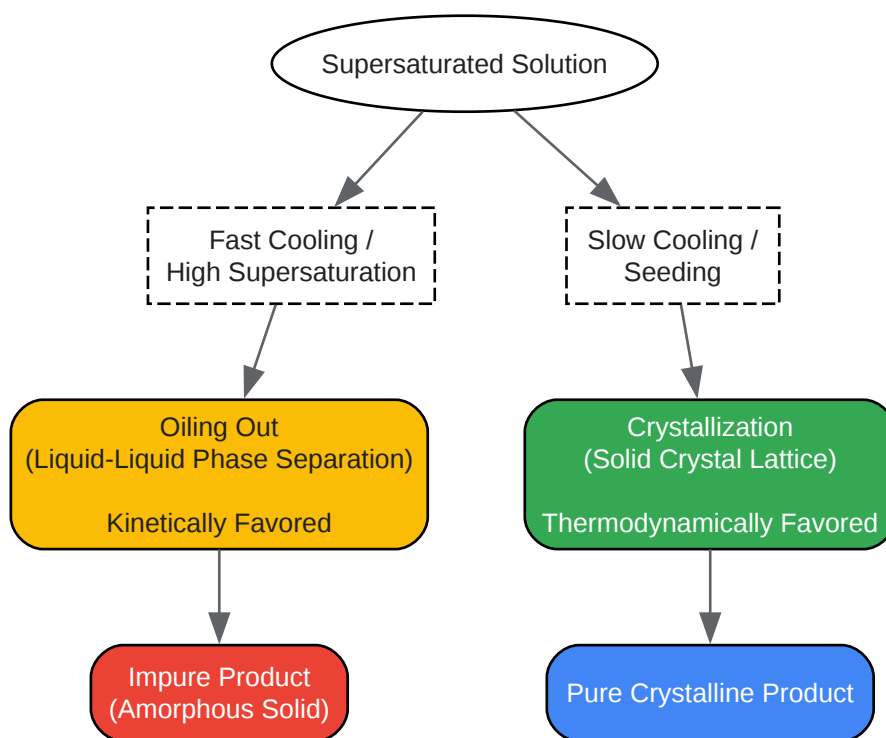 Supersaturated Solution
Fast Cooling /
High Supersaturation
Slow Cooling /
Seeding
Oiling Out
(Liquid-Liquid Phase Separation)
Kinetically Favored
Crystallization
(Solid Crystal Lattice)
Thermodynamically Favored
Impure Product
(Amorphous Solid)
Pure Crystalline Product